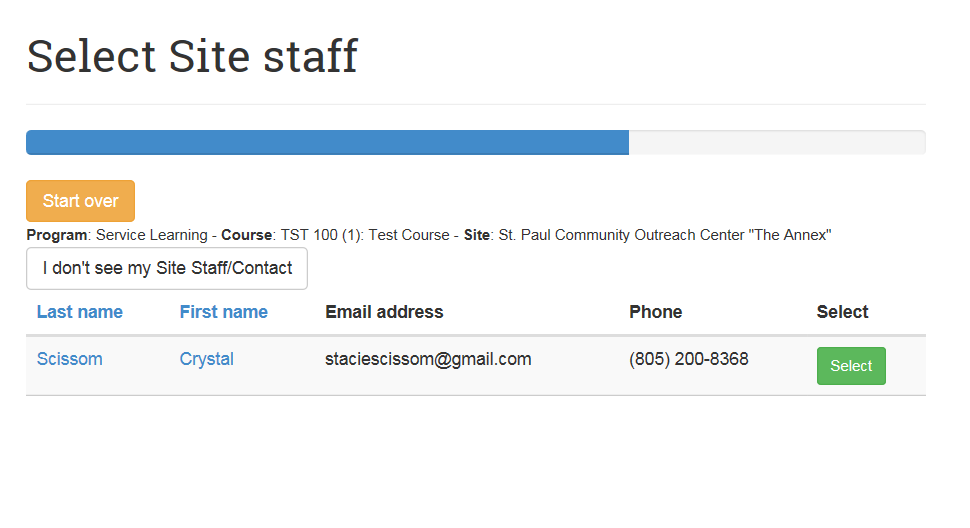 Select Site staff
Start over
Program: Service Learning - Course: TST 100 (1): Test Course - Site: St. Paul Community Outreach Center "The Annex"
I don't see my Site Staff/Contact
Last name First name Email address Phone Select
Scissom Crystal staciescissom@gmail.com (805) 200-8368 Select